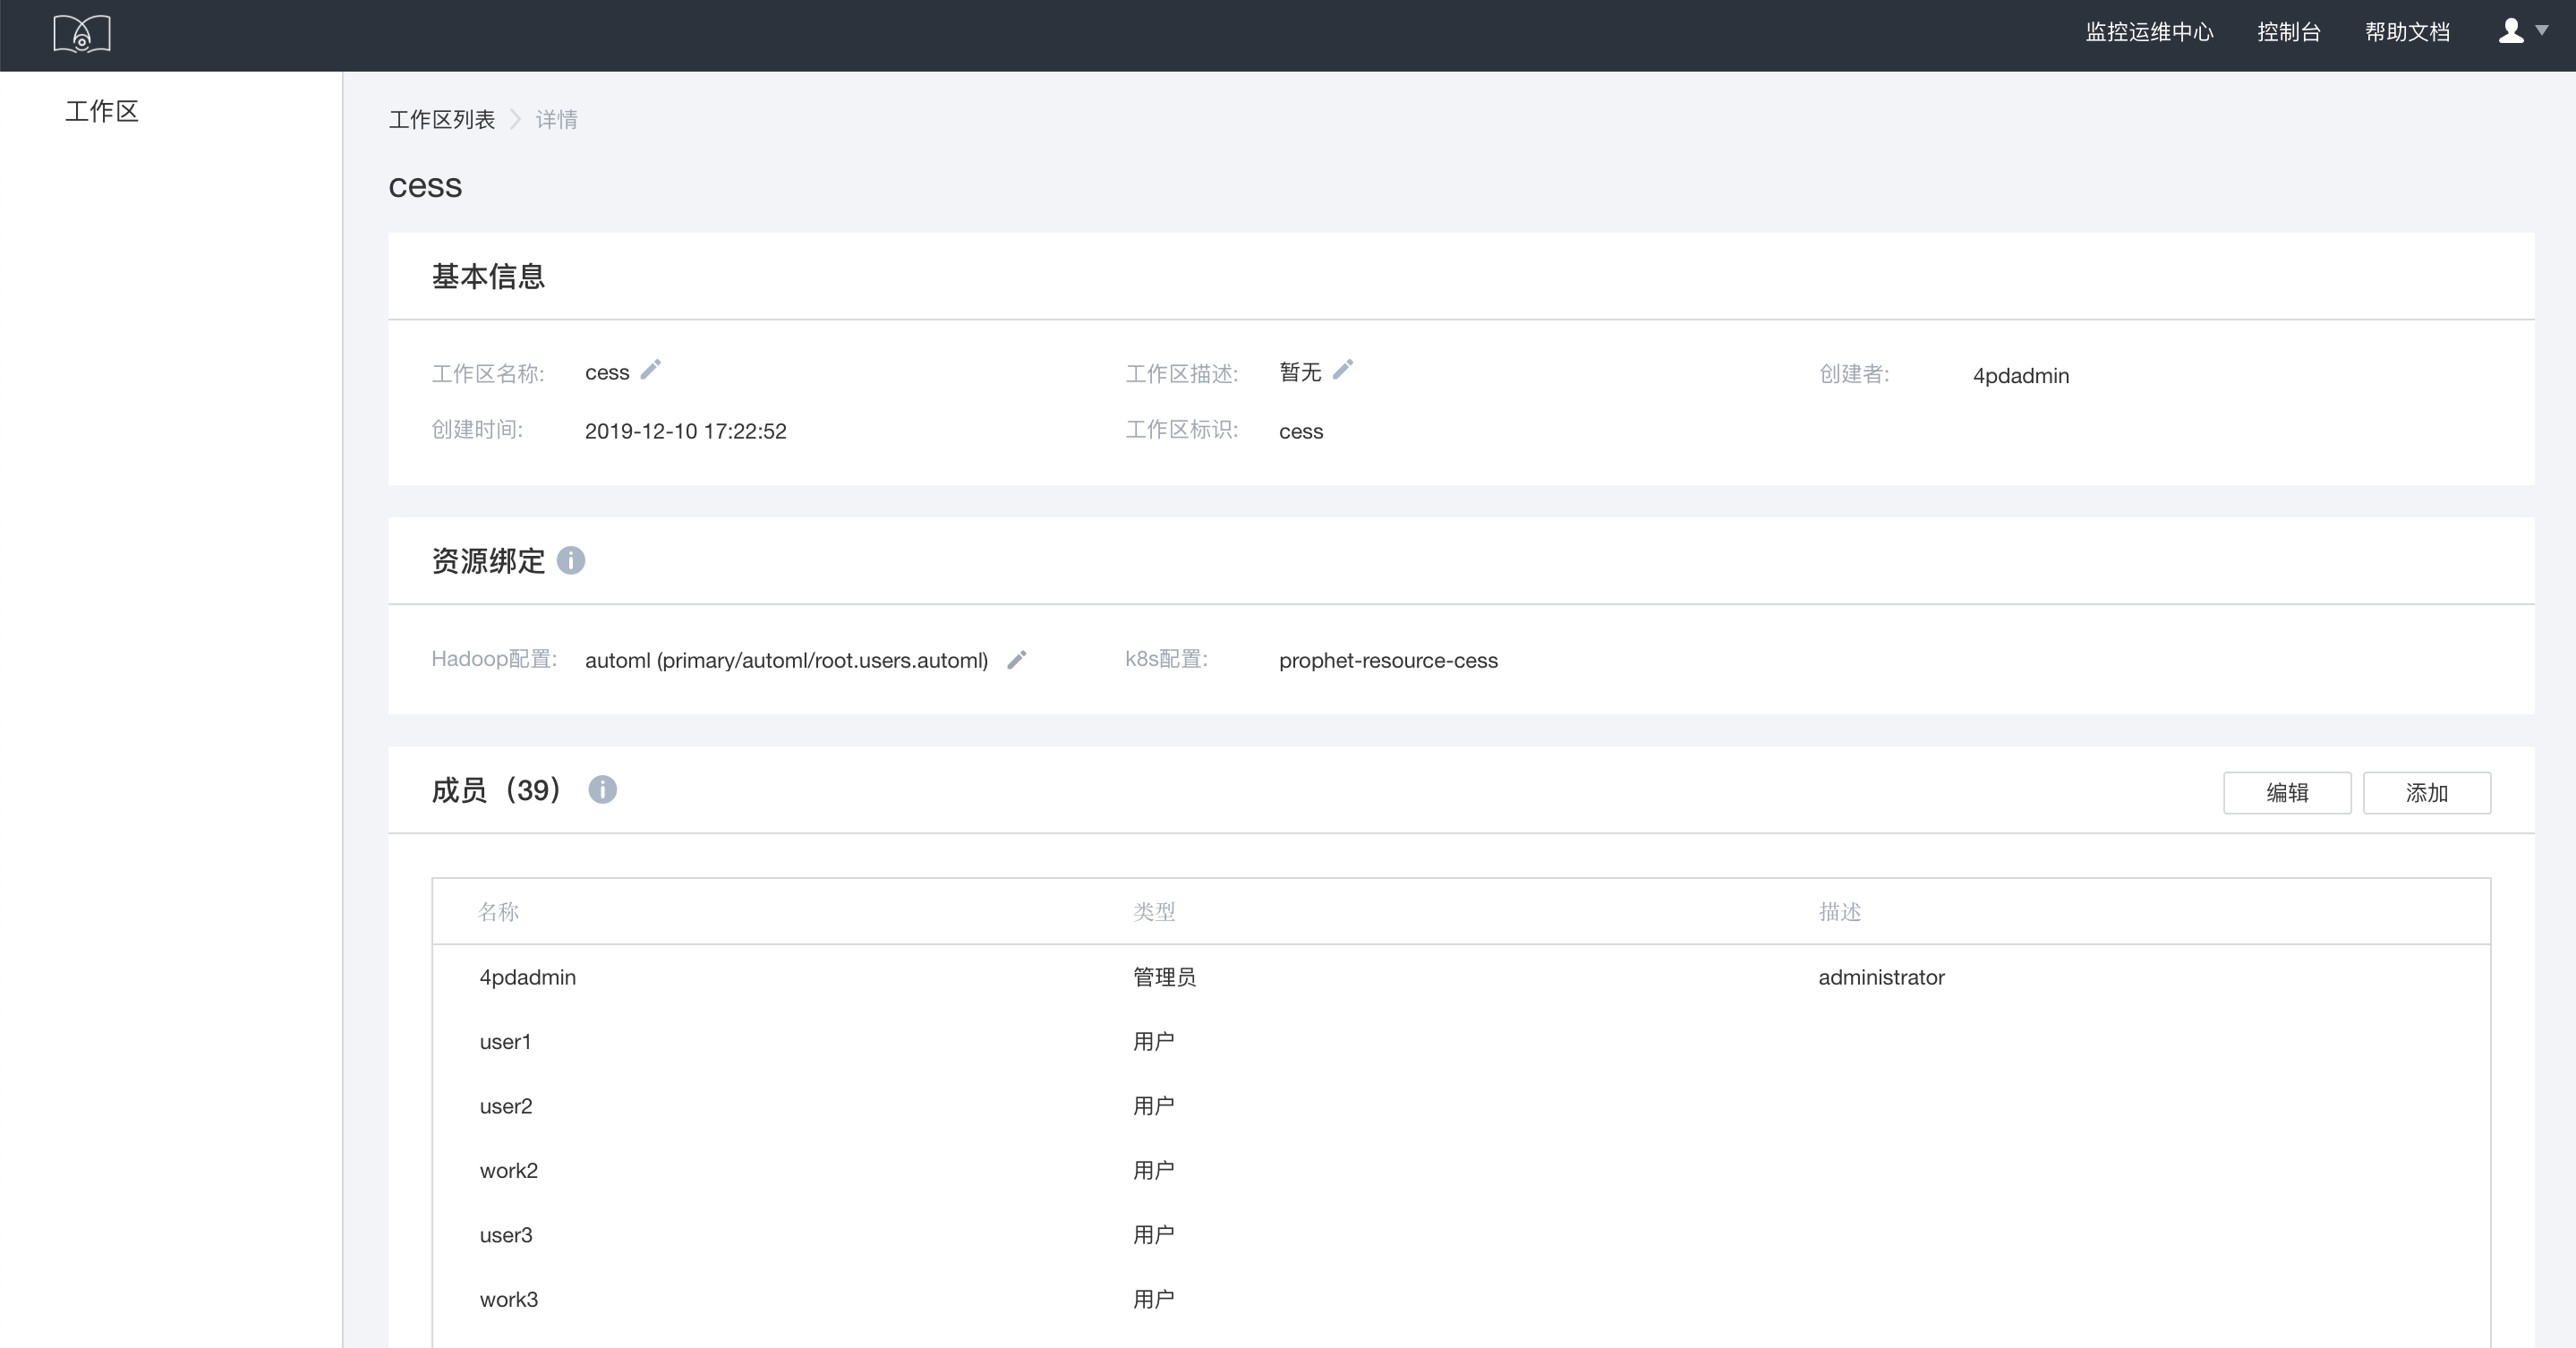 监控运维中心 控制台 帮助文档
工作区
工作区列表 详情
cess
基本信息
工作区名称: cess 工作区描述: 暂无 创建者: 4pdadmin
创建时间: 2019-12-10 17:22:52 工作区标识: cess
资源绑定
Hadoop配置: automl (primary/automl/root.users.automl) k8s配置: prophet-resource-cess
成员（39） 编辑 添加
名称 类型 描述
4pdadmin 管理员 administrator
user1 用户
user2 用户
work2 用户
user3 用户
work3 用户